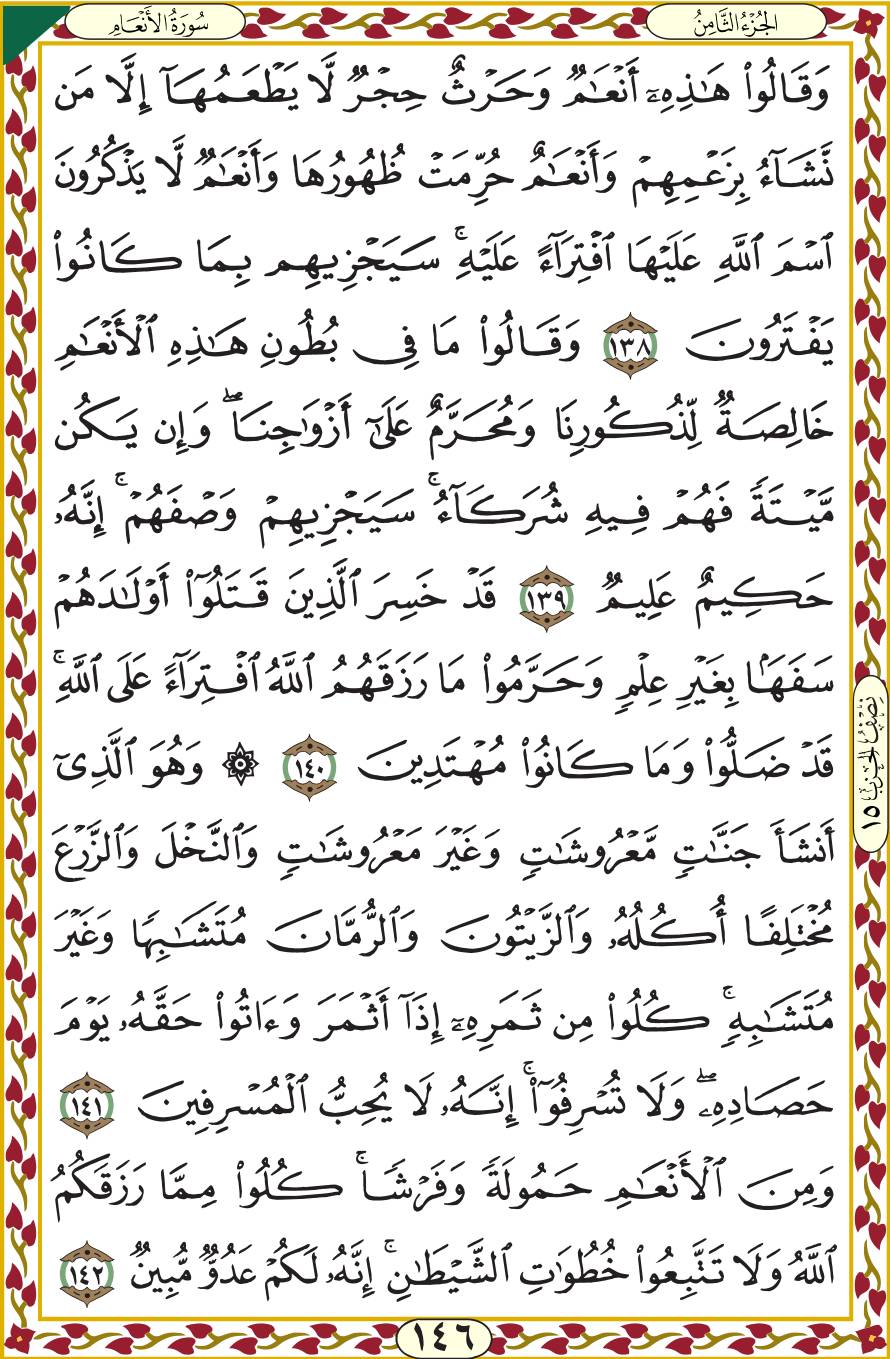 الجُزْءُ الثَّامِنُ
سُورَةُ الأَنْعَامِ
وَقَالُوا۟ هَـٰذِهِۦٓ أَنْعَـٰمٌۭ وَحَرْثٌ حِجْرٌۭ لَّا يَطْعَمُهَآ إِلَّا مَن
نَّشَآءُ بِزَعْمِهِمْ وَأَنْعَـٰمٌ حُرِّمَتْ ظُهُورُهَا وَأَنْعَـٰمٌۭ لَّا يَذْكُرُونَ
ٱسْمَ ٱللَّهِ عَلَيْهَا ٱفْتِرَآءً عَلَيْهِ ۚ سَيَجْزِيهِم بِمَا كَانُوا۟
يَفْتَرُونَ ١٣٨ وَقَالُوا۟ مَا فِى بُطُونِ هَـٰذِهِ ٱلْأَنْعَـٰمِ
خَالِصَةٌۭ لِّذُكُورِنَا وَمُحَرَّمٌ عَلَىٰٓ أَزْوَٰجِنَا ۖ وَإِن يَكُن
مَّيْتَةًۭ فَهُمْ فِيهِ شُرَكَآءُ ۚ سَيَجْزِيهِمْ وَصْفَهُمْ ۚ إِنَّهُۥ
حَكِيمٌ عَلِيمٌۭ ١٣٩ قَدْ خَسِرَ ٱلَّذِينَ قَتَلُوٓا۟ أَوْلَـٰدَهُمْ
سَفَهًۢا بِغَيْرِ عِلْمٍۢ وَحَرَّمُوا۟ مَا رَزَقَهُمُ ٱللَّهُ ٱفْتِرَآءً عَلَى ٱللَّهِ ۚ
قَدْ ضَلُّوا۟ وَمَا كَانُوا۟ مُهْتَدِينَ ١٤٠ ۞ وَهُوَ ٱلَّذِىٓ
أَنشَأَ جَنَّـٰتٍۢ مَّعْرُوشَـٰتٍۢ وَغَيْرَ مَعْرُوشَـٰتٍۢ وَٱلنَّخْلَ وَٱلزَّرْعَ
مُخْتَلِفًا أُكُلُهُۥ وَٱلزَّيْتُونَ وَٱلرُّمَّانَ مُتَشَـٰبِهًۭا وَغَيْرَ
مُتَشَـٰبِهٍۢ ۚ كُلُوا۟ مِن ثَمَرِهِۦٓ إِذَآ أَثْمَرَ وَءَاتُوا۟ حَقَّهُۥ يَوْمَ
حَصَادِهِۦ ۖ وَلَا تُسْرِفُوٓا۟ ۚ إِنَّهُۥ لَا يُحِبُّ ٱلْمُسْرِفِينَ ١٤١
وَمِنَ ٱلْأَنْعَـٰمِ حَمُولَةًۭ وَفَرْشًۭا ۚ كُلُوا۟ مِمَّا رَزَقَكُمُ
ٱللَّهُ وَلَا تَتَّبِعُوا۟ خُطُوَٰتِ ٱلشَّيْطَـٰنِ ۚ إِنَّهُۥ لَكُمْ عَدُوٌّۭ مُّبِينٌۭ ١٤٢
نِصْفُ الحِزْبِ ١٥
١٤٦